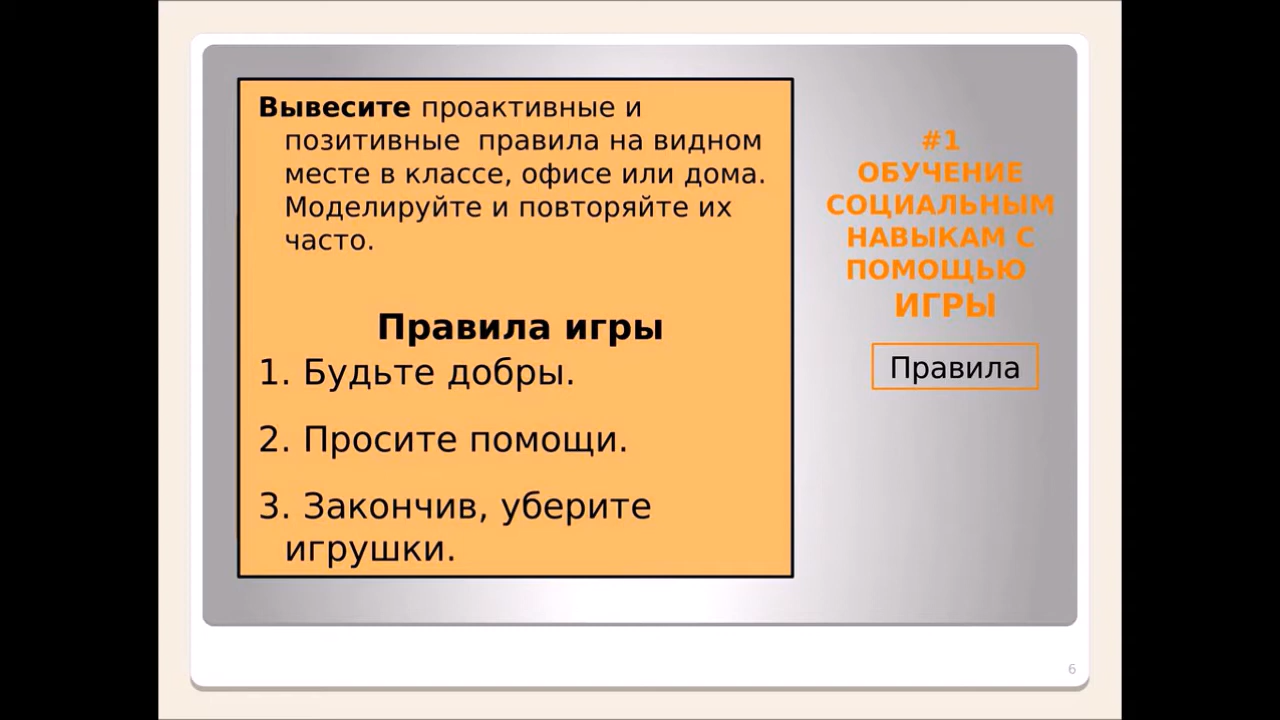 Вывесите проактивные и
позитивные правила на видном
месте в классе, офисе или дома.
Моделируйте и повторяйте их
часто.
Правила игры
1. Будьте добры.
2. Просите помощи.
3. Закончив, уберите
игрушки.
#1
ОБУЧЕНИЕ
СОЦИАЛЬНЫМ
НАВЫКАМ С
ПОМОЩЬЮ
ИГРЫ
Правила
6